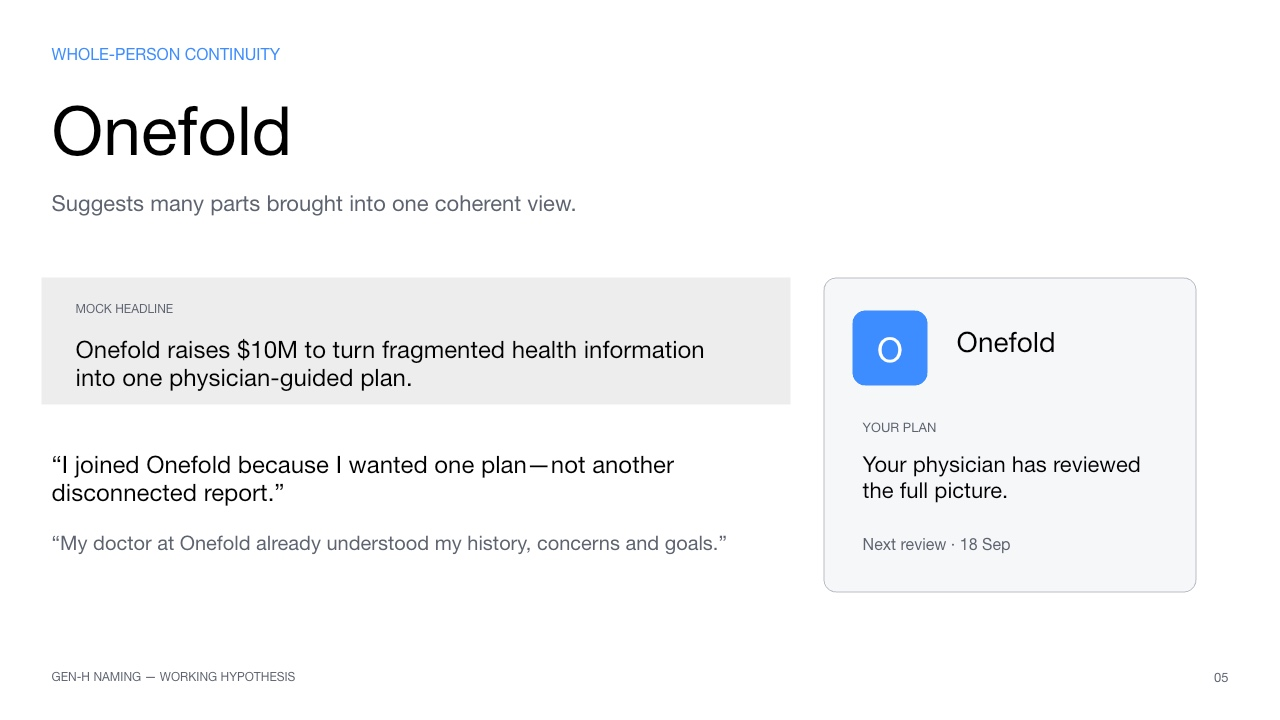 WHOLE-PERSON CONTINUITY
Onefold
Suggests many parts brought into one coherent view.
MOCK HEADLINE
Onefold raises $10M to turn fragmented health information
into one physician-guided plan.
“I joined Onefold because I wanted one plan—not another
disconnected report.”
“My doctor at Onefold already understood my history, concerns and goals.”
O
Onefold
YOUR PLAN
Your physician has reviewed
the full picture.
Next review · 18 Sep
GEN-H NAMING — WORKING HYPOTHESIS
05